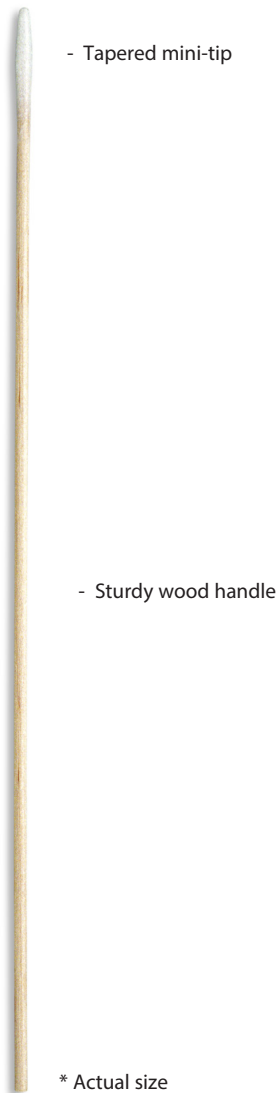 - Tapered mini-tip
- Sturdy wood handle
* Actual size